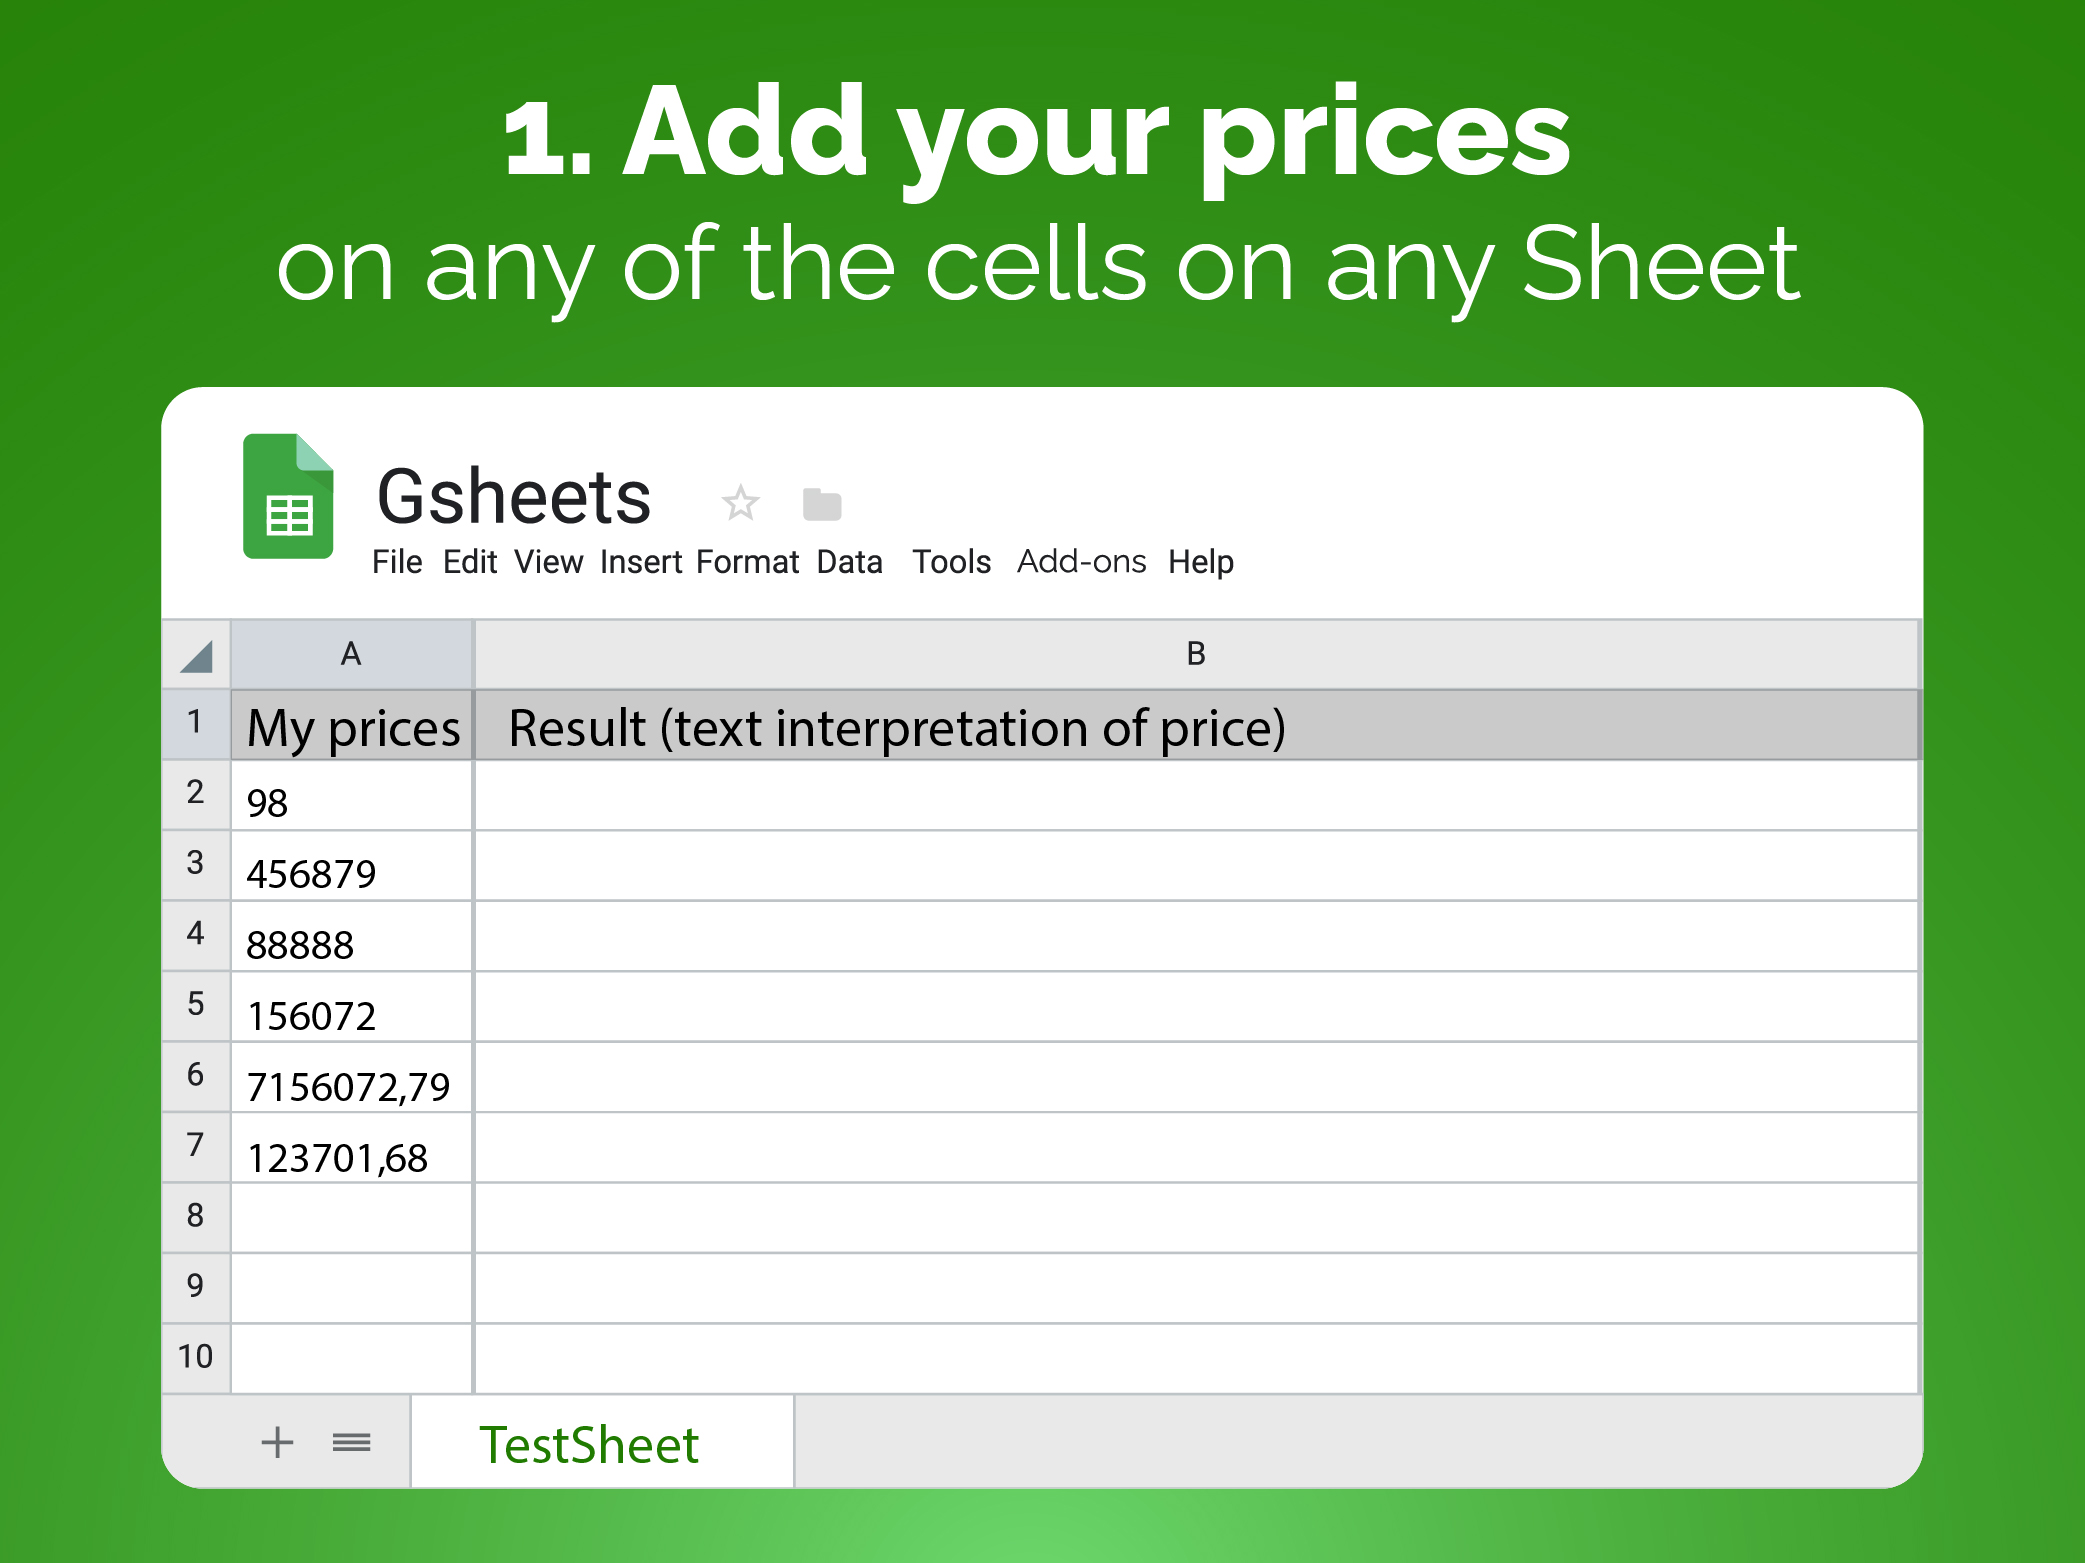 1. Add your prices
on any of the cells on any Sheet
Gsheets
File Edit View Insert Format Data Tools Add-ons Help
A B
1 My prices Result (text interpretation of price)
2 98
3 456879
4 88888
5 156072
6 7156072,79
7 123701,68
8
9
10
TestSheet